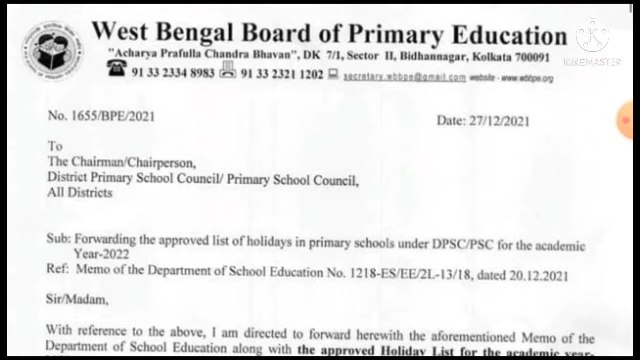 West Bengal Board of Primary Education
"Acharya Prafulla Chandra Bhavan", DK 7/1, Sector II, Bidhannagar, Kolkata 700091
91 33 2334 8983 91 33 2321 1202 secretary.wbbpe@gmail.com website - www.wbbpe.org
KINEMASTER
No. 1655/BPE/2021
Date: 27/12/2021
To
The Chairman/Chairperson,
District Primary School Council/ Primary School Council,
All Districts
Sub: Forwarding the approved list of holidays in primary schools under DPSC/PSC for the academic
Year-2022
Ref: Memo of the Department of School Education No. 1218-ES/EE/2L-13/18, dated 20.12.2021
Sir/Madam,
With reference to the above, I am directed to forward herewith the aforementioned Memo of the
Department of School Education along with the approved Holiday List for the academic year-